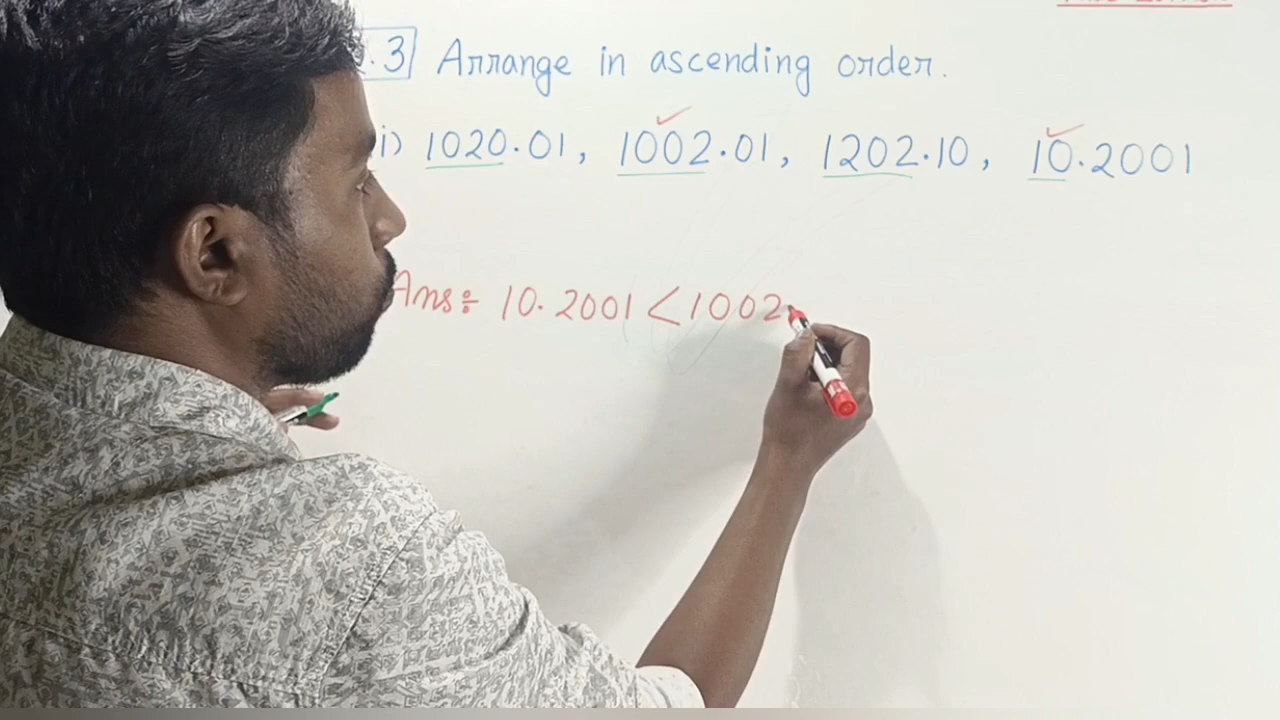 .3 Arrange in ascending order.
i) 1020.01, 1002.01, 1202.10, 10.2001
Ans÷ 10.2001 < 1002